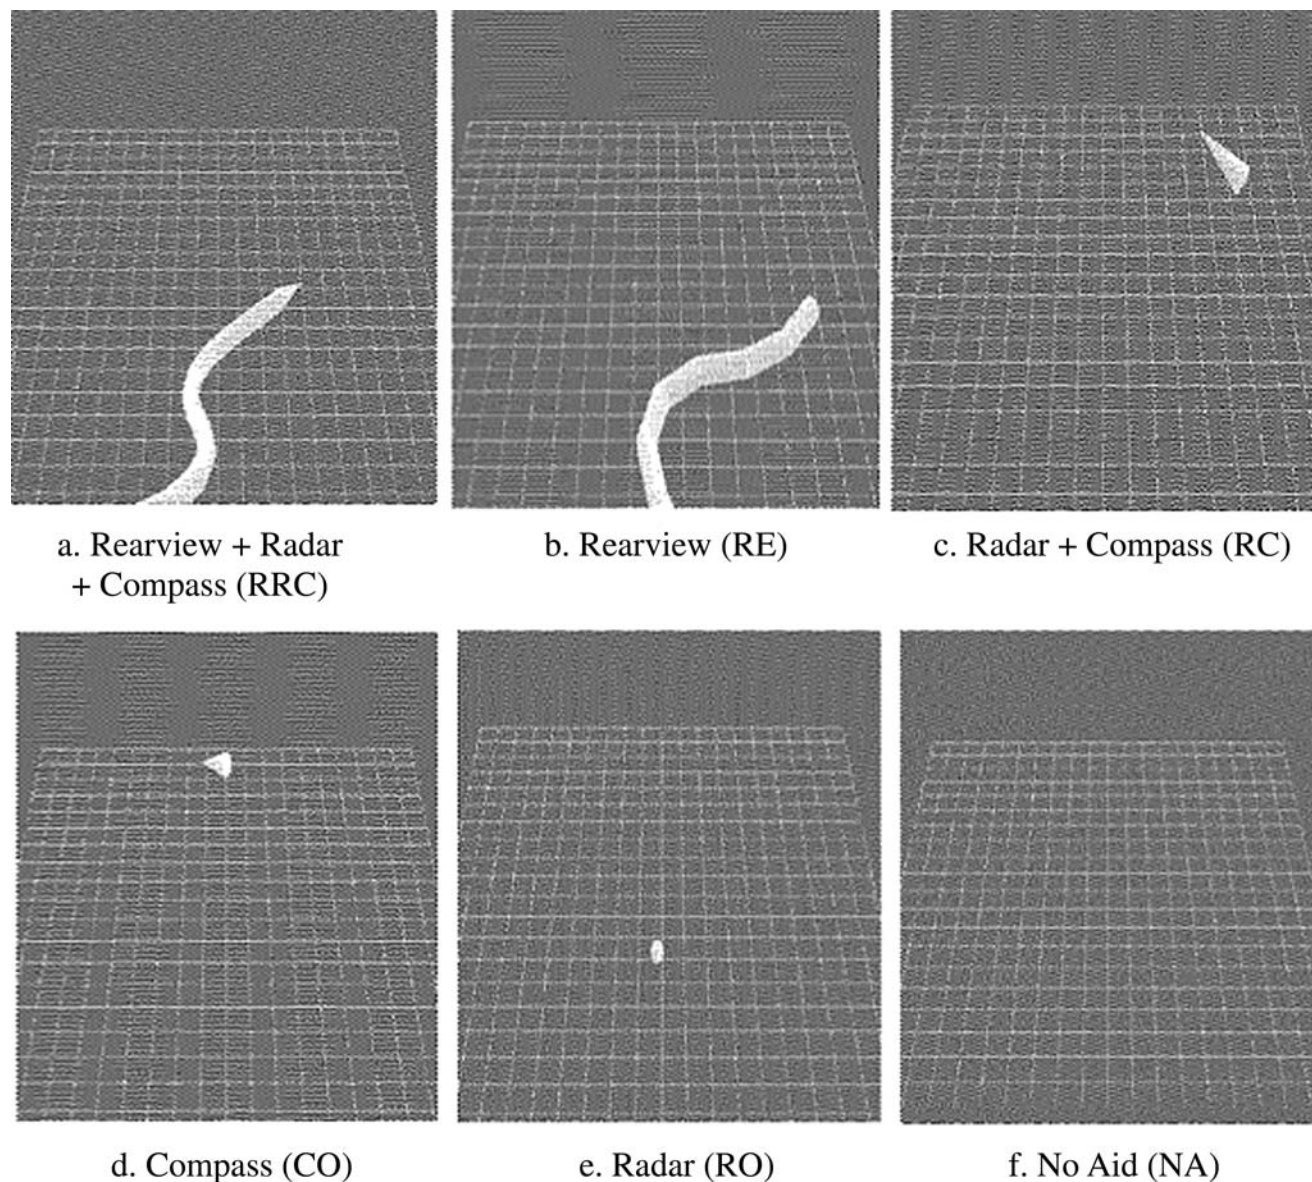 a. Rearview + Radar
+ Compass (RRC)
b. Rearview (RE)
c. Radar + Compass (RC)
d. Compass (CO)
e. Radar (RO)
f. No Aid (NA)